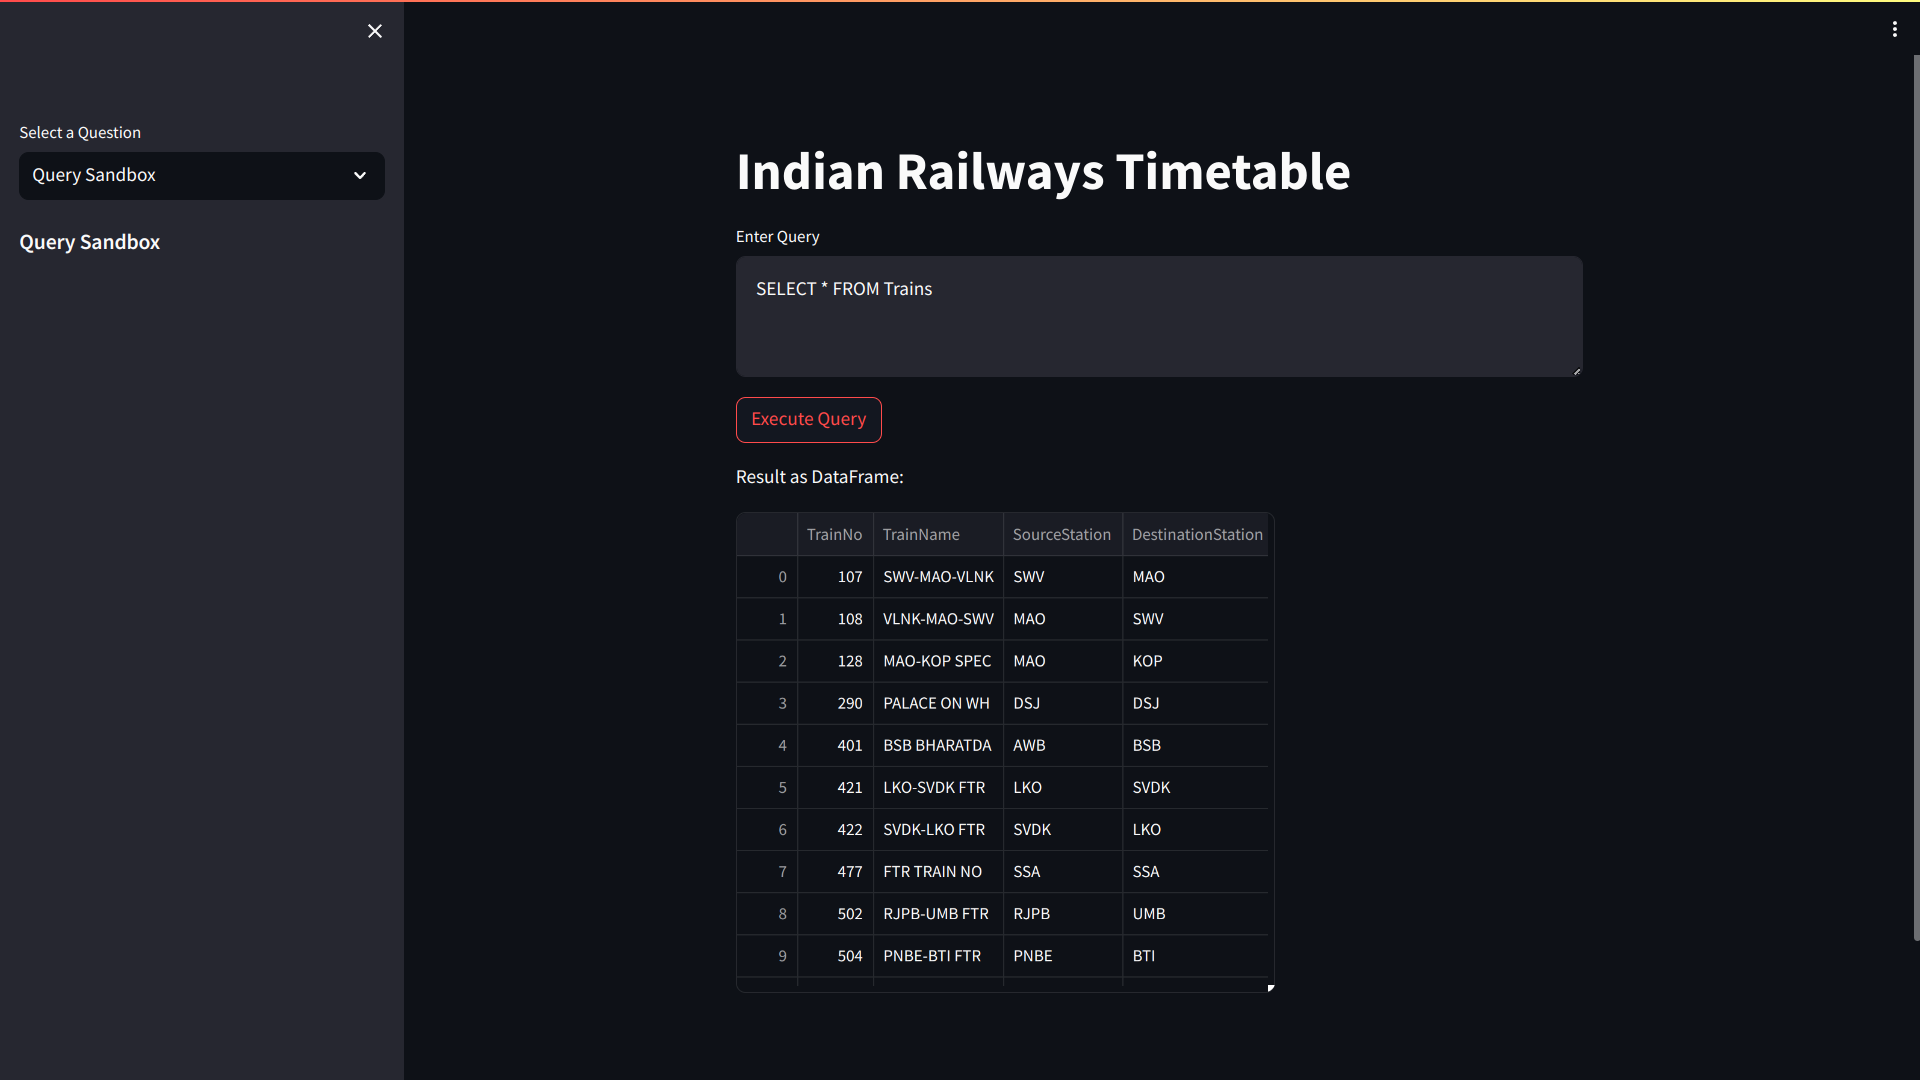 Select a Question
Query Sandbox
Query Sandbox
Indian Railways Timetable
Enter Query
SELECT * FROM Trains
Execute Query
Result as DataFrame:
TrainNo TrainName SourceStation DestinationStation
0 107 SWV-MAO-VLNK SWV MAO
1 108 VLNK-MAO-SWV MAO SWV
2 128 MAO-KOP SPEC MAO KOP
3 290 PALACE ON WH DSJ DSJ
4 401 BSB BHARATDA AWB BSB
5 421 LKO-SVDK FTR LKO SVDK
6 422 SVDK-LKO FTR SVDK LKO
7 477 FTR TRAIN NO SSA SSA
8 502 RJPB-UMB FTR RJPB UMB
9 504 PNBE-BTI FTR PNBE BTI